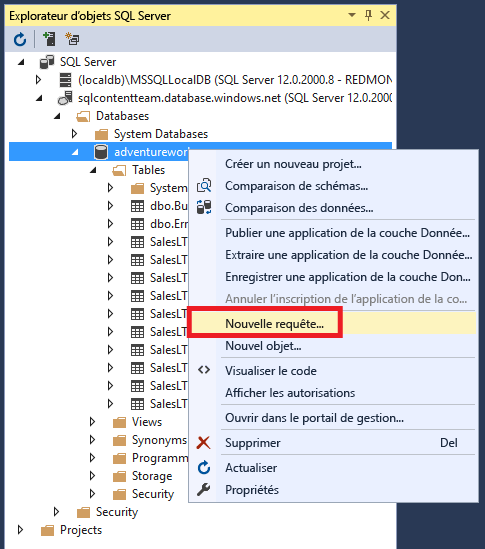 Explorateur d'objets SQL Server
SQL Server
(localdb)\MSSQLLocalDB (SQL Server 12.0.2000.8 - REDMON
sqlcontentteam.database.windows.net (SQL Server 12.0.2000
Databases
System Databases
adventurework
Tables
System
dbo.Bu
dbo.Err
SalesLT
SalesLT
SalesLT
SalesLT
SalesLT
SalesLT
SalesLT
SalesLT
SalesLT
SalesLT
Views
Synonyms
Programm
Storage
Security
Security
Projects
Créer un nouveau projet...
Comparaison de schémas...
Comparaison des données...
Publier une application de la couche Donnée...
Extraire une application de la couche Donnée...
Enregistrer une application de la couche Don...
Annuler l'inscription de l'application de la co...
Nouvelle requête...
Nouvel objet...
Visualiser le code
Afficher les autorisations
Ouvrir dans le portail de gestion...
Supprimer Del
Actualiser
Propriétés